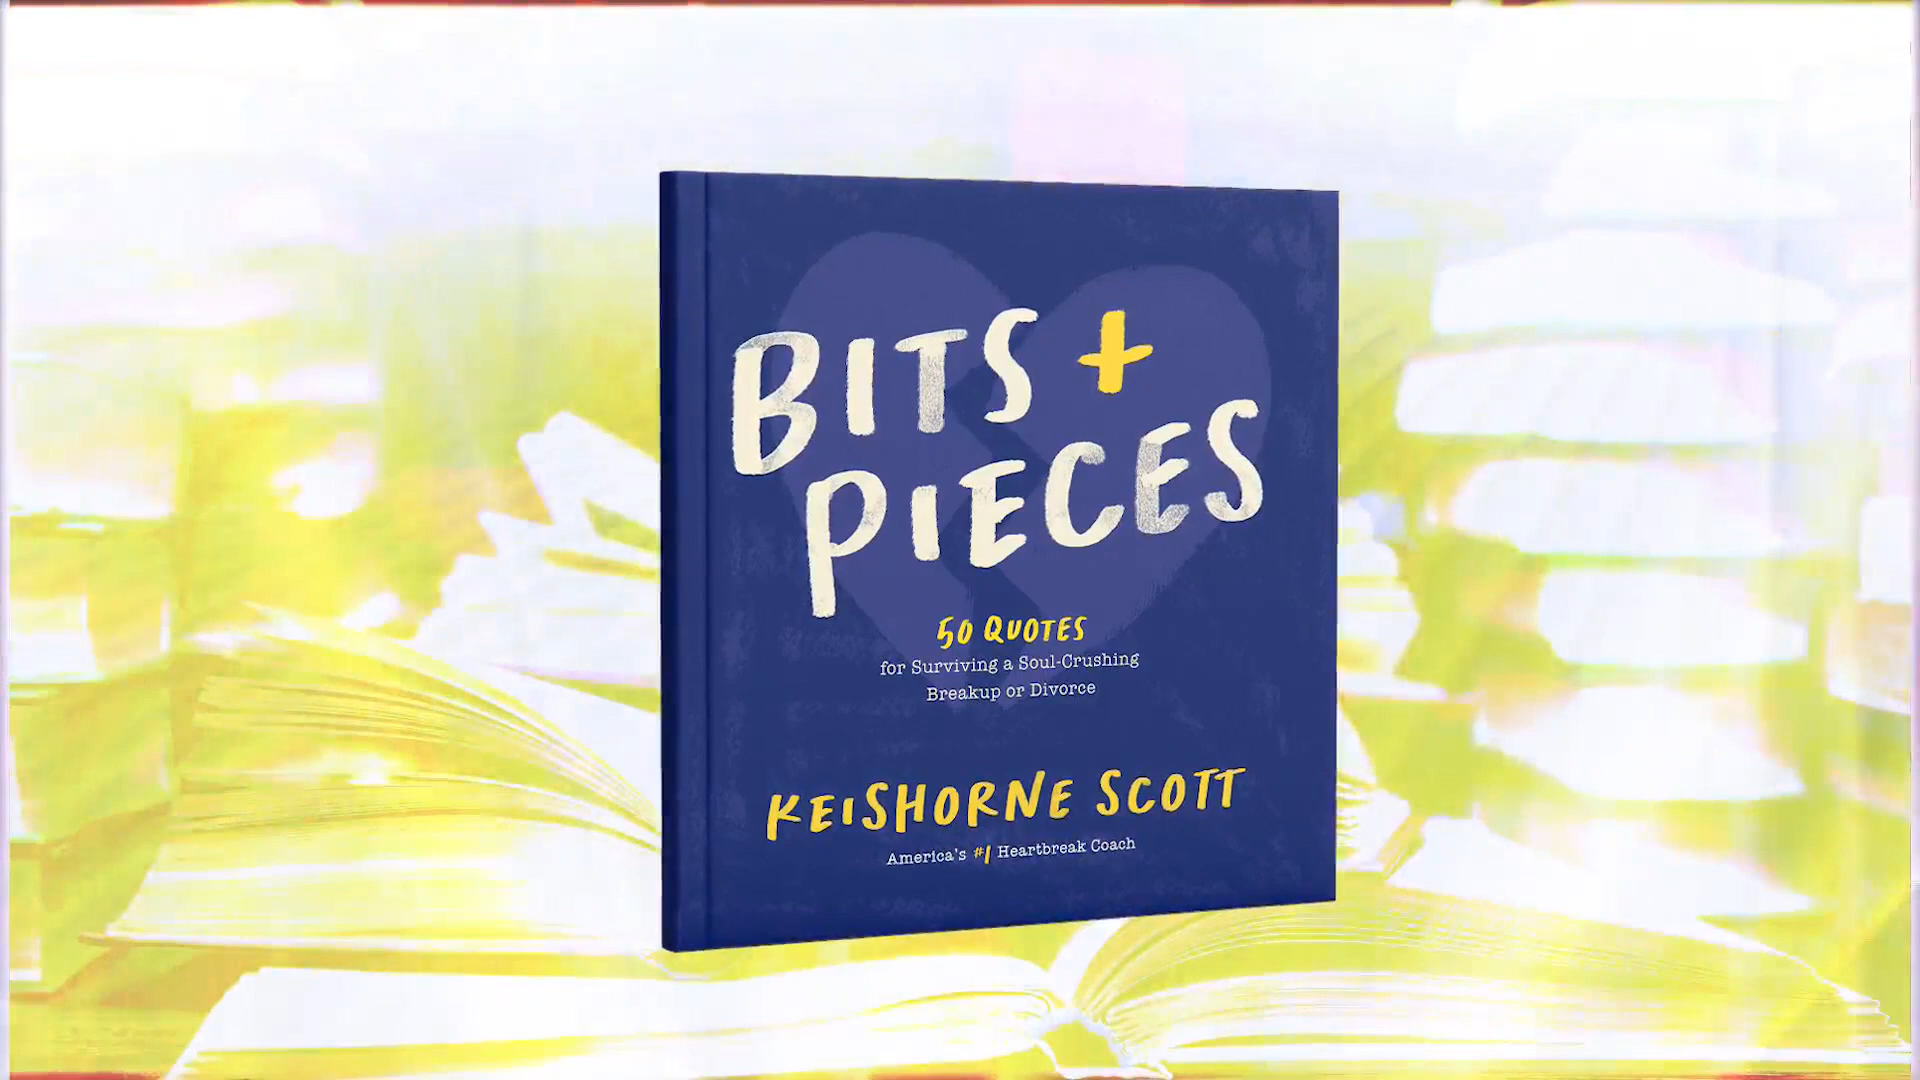 BITS +
PIECES
50 QUOTES
for Surviving a Soul-Crushing
Breakup or Divorce
KEISHORNE SCOTT
America's #1 Heartbreak Coach